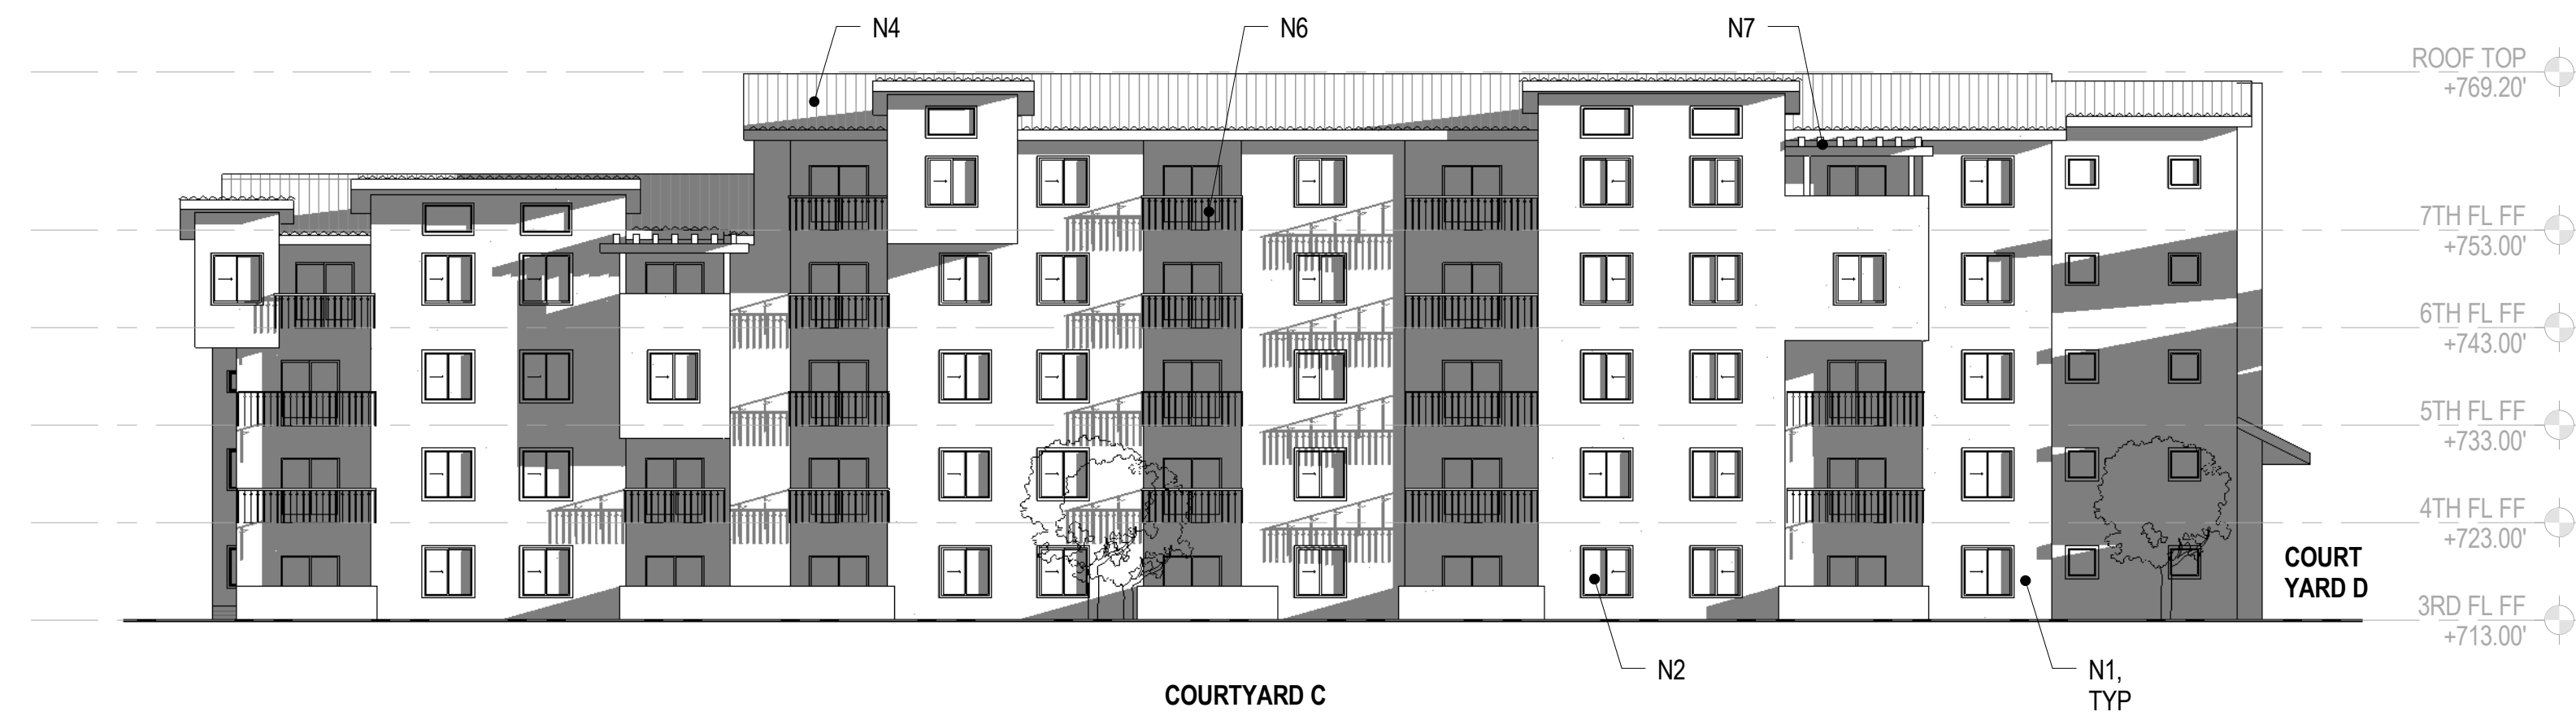 N4
N6
N7
ROOF TOP
+769.20'
7TH FL FF
+753.00'
6TH FL FF
+743.00'
5TH FL FF
+733.00'
4TH FL FF
+723.00'
COURT
YARD D
3RD FL FF
+713.00'
N2
N1,
TYP
COURTYARD C